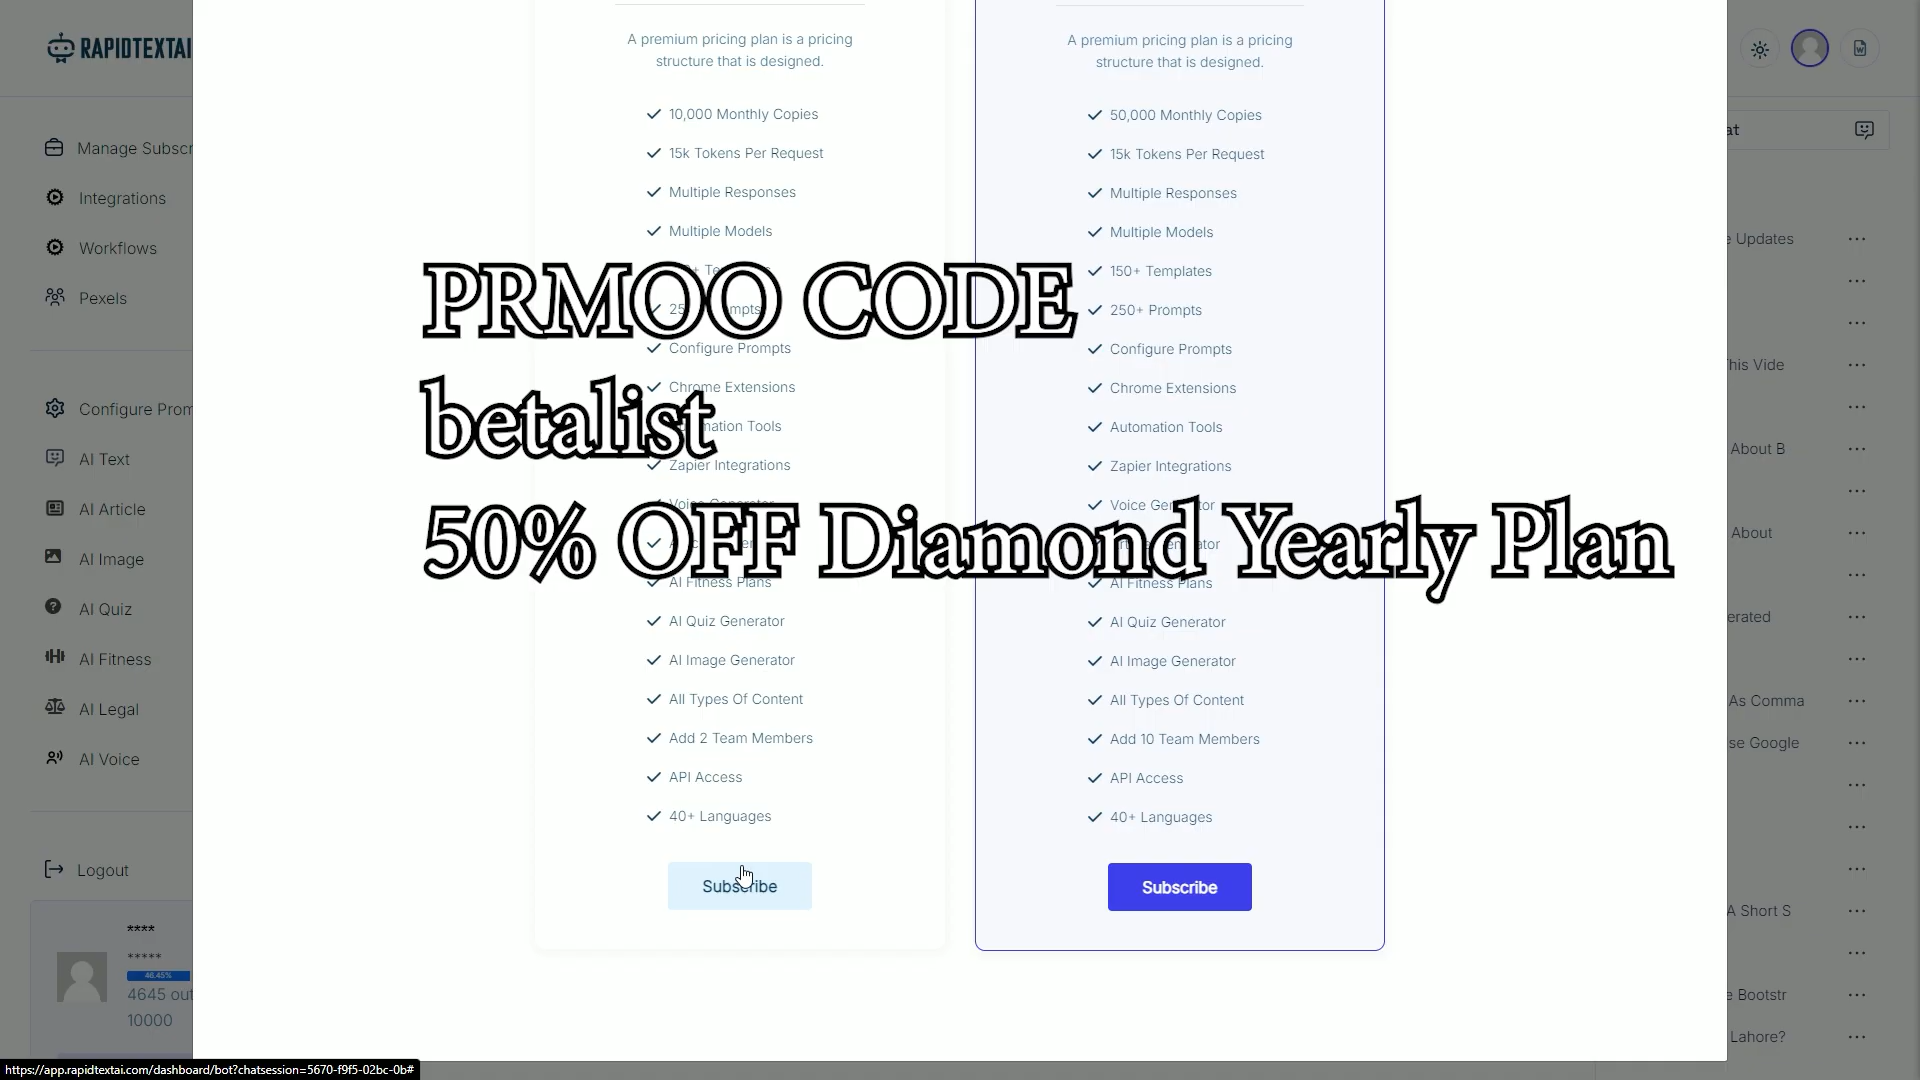 RAPIDTEXTAI
Manage Subscr
Integrations
Workflows
Pexels
Configure Prom
AI Text
AI Article
AI Image
AI Quiz
AI Fitness
AI Legal
AI Voice
Logout
****
*****
46.45%
4645 out
10000
A premium pricing plan is a pricing
structure that is designed.
10,000 Monthly Copies
15k Tokens Per Request
Multiple Responses
Multiple Models
Configure Prompts
Chrome Extensions
Zapier Integrations
AI Fitness Plans
AI Quiz Generator
AI Image Generator
All Types Of Content
Add 2 Team Members
API Access
40+ Languages
Subscribe
A premium pricing plan is a pricing
structure that is designed.
50,000 Monthly Copies
15k Tokens Per Request
Multiple Responses
Multiple Models
150+ Templates
250+ Prompts
Configure Prompts
Chrome Extensions
Automation Tools
Zapier Integrations
AI Fitness Plans
AI Quiz Generator
AI Image Generator
All Types Of Content
Add 10 Team Members
API Access
40+ Languages
Subscribe
PRMOO CODE
betalist
50% OFF Diamond Yearly Plan
at
e Updates
This Vide
About B
About
erated
As Comma
se Google
A Short S
e Bootstr
Lahore?
https://app.rapidtextai.com/dashboard/bot?chatsession=5670-f9f5-02bc-0b#